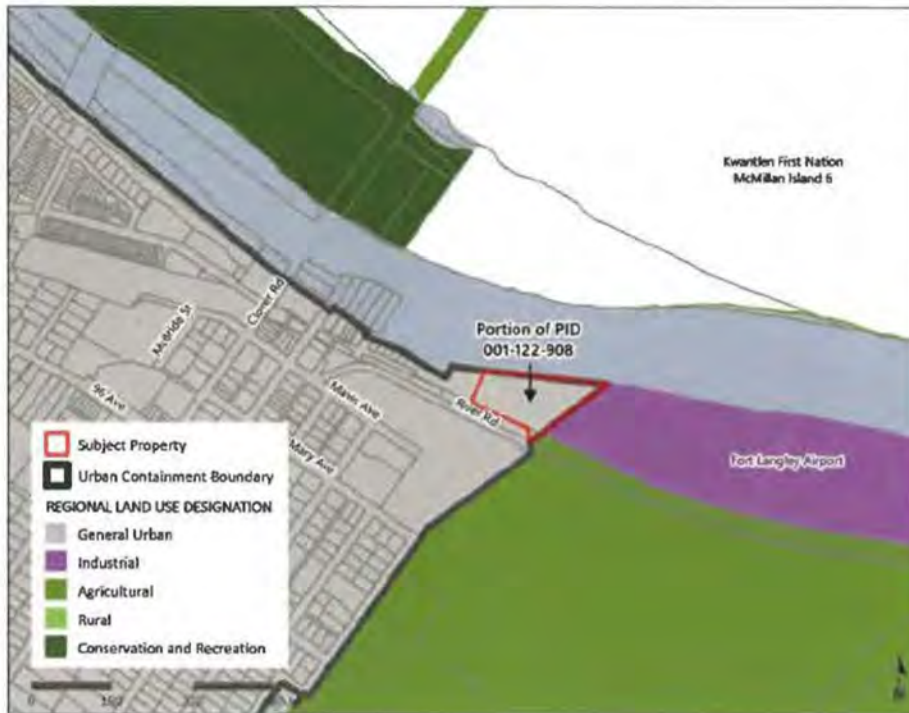 Kwantlen First Nation
McMillan Island 6
Portion of PID
001-122-908
Clover Rd
McBride St
96 Ave
Mavis Ave
River Rd
Mary Ave
Fort Langley Airport
Subject Property
Urban Containment Boundary
REGIONAL LAND USE DESIGNATION
General Urban
Industrial
Agricultural
Rural
Conservation and Recreation
0